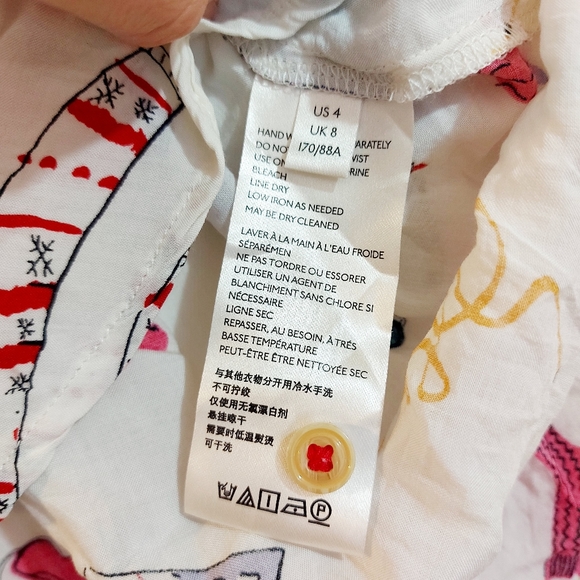 US 4
UK 8
170/88A
HAND ARATELY
DO
USE RINE
BLEACH
LINE DRY
LOW IRON AS NEEDED
MAY BE DRY CLEANED
LAVER À LA MAIN À L'EAU FROIDE
SÉPARÉMEN
NE PAS TORDRE OU ESSORER
UTILISER UN AGENT DE
BLANCHIMENT SANS CHLORE SI
NÉCESSAIRE
LIGNE SEC
REPASSER, AU BESOIN, À TRÉS
BASSE TEMPÉRATURE
PEUT-ÊTRE ÊTRE NETTOYÉE SEC
与其他衣物分开用冷水手洗
不可拧绞
仅使用无氯漂白剂
悬挂晾干
需要时低温熨烫
可干洗
P